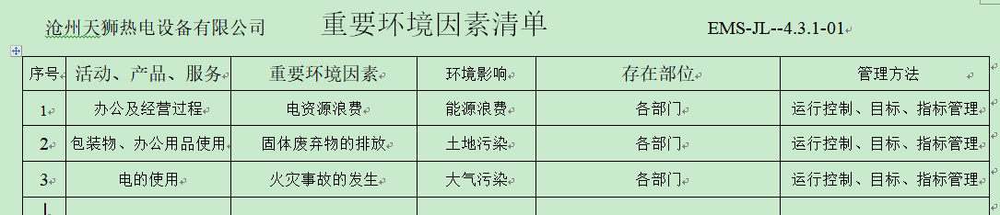 沧州天狮热电设备有限公司 重要环境因素清单 EMS-JL--4.3.1-01
序号 活动、产品、服务 重要环境因素 环境影响 存在部位 管理方法
1 办公及经营过程 电资源浪费 能源浪费 各部门 运行控制、目标、指标管理
2 包装物、办公用品使用 固体废弃物的排放 土地污染 各部门 运行控制、目标、指标管理
3 电的使用 火灾事故的发生 大气污染 各部门 运行控制、目标、指标管理